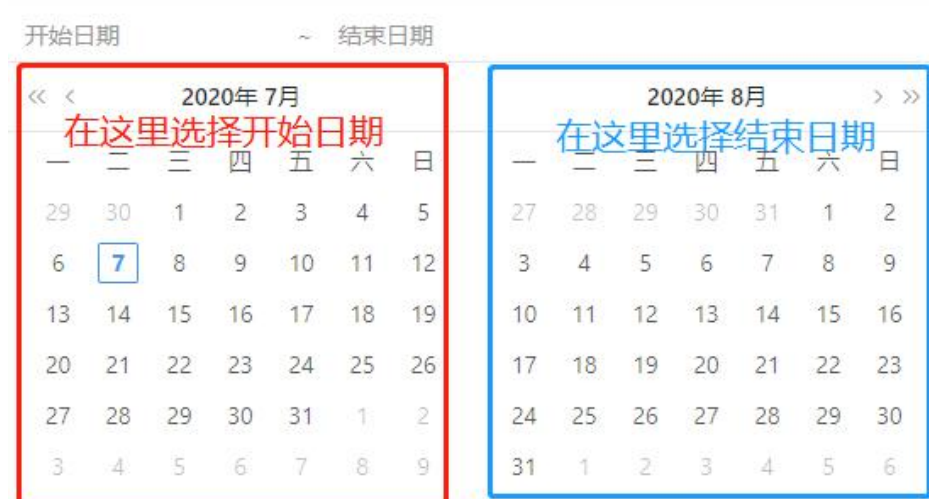 开始日期 ~ 结束日期
« ‹ 2020年 7月
在这里选择开始日期
一 二 三 四 五 六 日
29 30 1 2 3 4 5
6 7 8 9 10 11 12
13 14 15 16 17 18 19
20 21 22 23 24 25 26
27 28 29 30 31 1 2
3 4 5 6 7 8 9
2020年 8月 › »
在这里选择结束日期
一 二 三 四 五 六 日
27 28 29 30 31 1 2
3 4 5 6 7 8 9
10 11 12 13 14 15 16
17 18 19 20 21 22 23
24 25 26 27 28 29 30
31 1 2 3 4 5 6